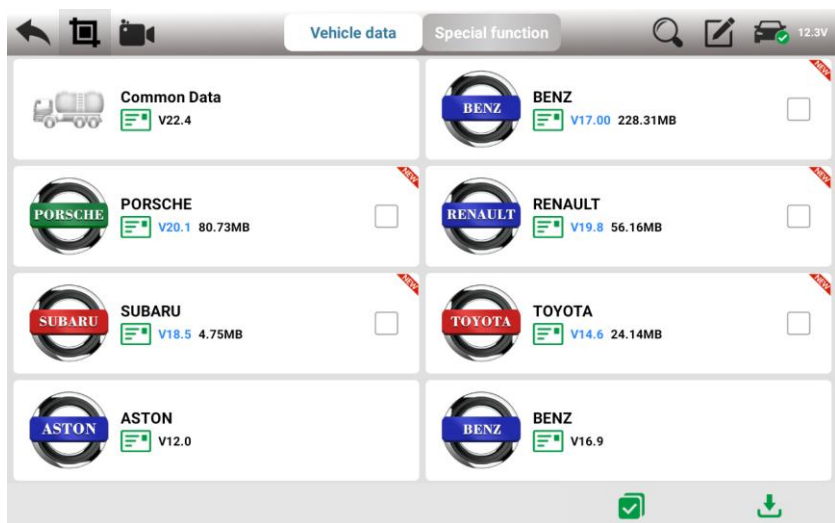 Vehicle data
Special function
12.3V
Common Data
V22.4
BENZ
BENZ
V17.00 228.31MB
NEW
PORSCHE
PORSCHE
V20.1 80.73MB
NEW
RENAULT
RENAULT
V19.8 56.16MB
NEW
SUBARU
SUBARU
V18.5 4.75MB
NEW
TOYOTA
TOYOTA
V14.6 24.14MB
NEW
ASTON
ASTON
V12.0
BENZ
BENZ
V16.9